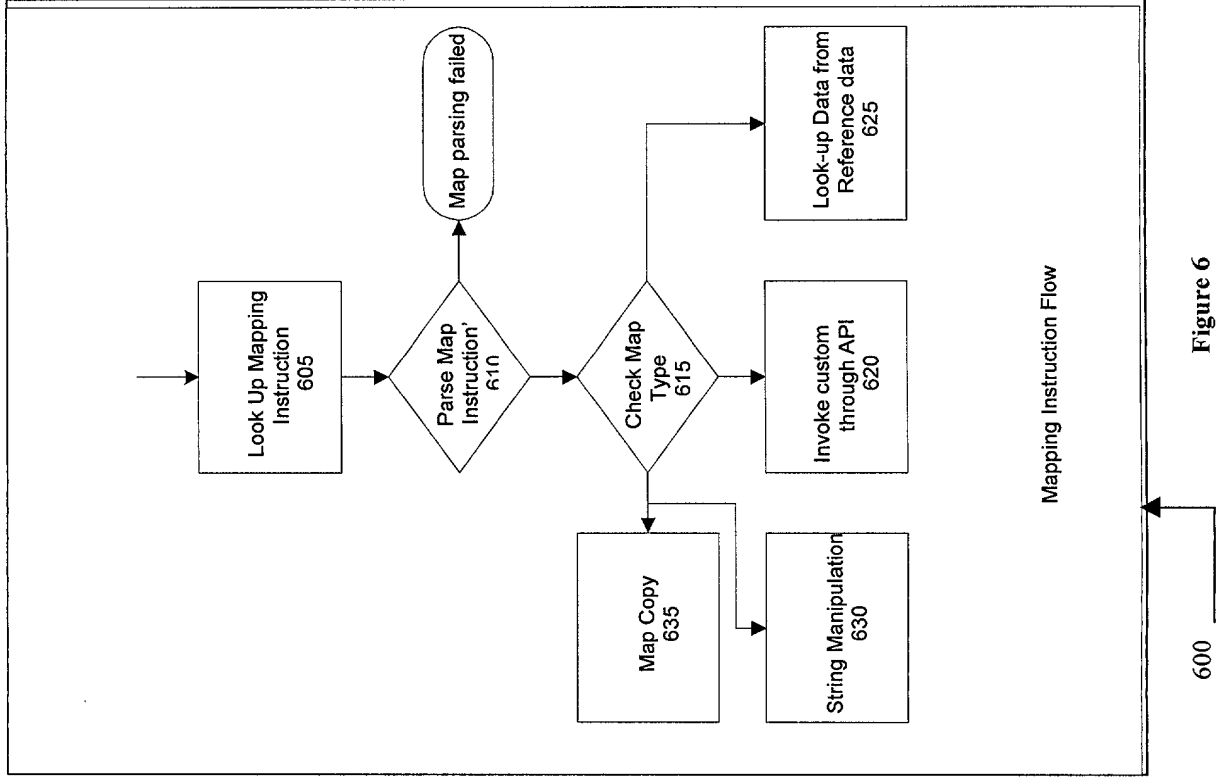 Look Up Mapping
Instruction
605
Parse Map
Instruction'
610
Map parsing failed
Check Map
Type
615
Map Copy
635
String Manipulation
630
Invoke custom
through API
620
Look-up Data from
Reference data
625
Mapping Instruction Flow
600
Figure 6